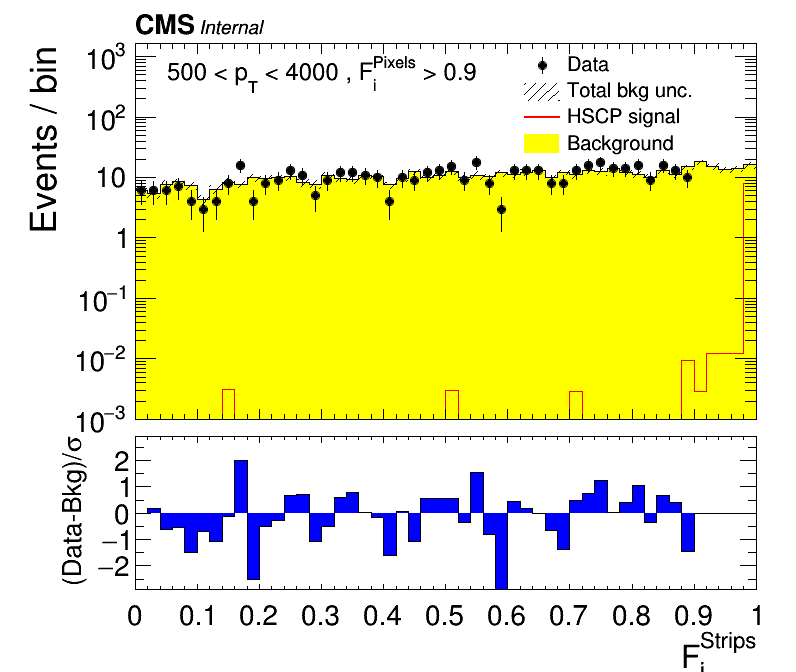 CMS Internal
500 < p_T < 4000 , F_i^Pixels > 0.9
Data
Total bkg unc.
HSCP signal
Background
Events / bin
10^3
10^2
10
1
10^−1
10^−2
10^−3
(Data-Bkg)/σ
2
1
0
−1
−2
0 0.1 0.2 0.3 0.4 0.5 0.6 0.7 0.8 0.9 1
F_i^Strips